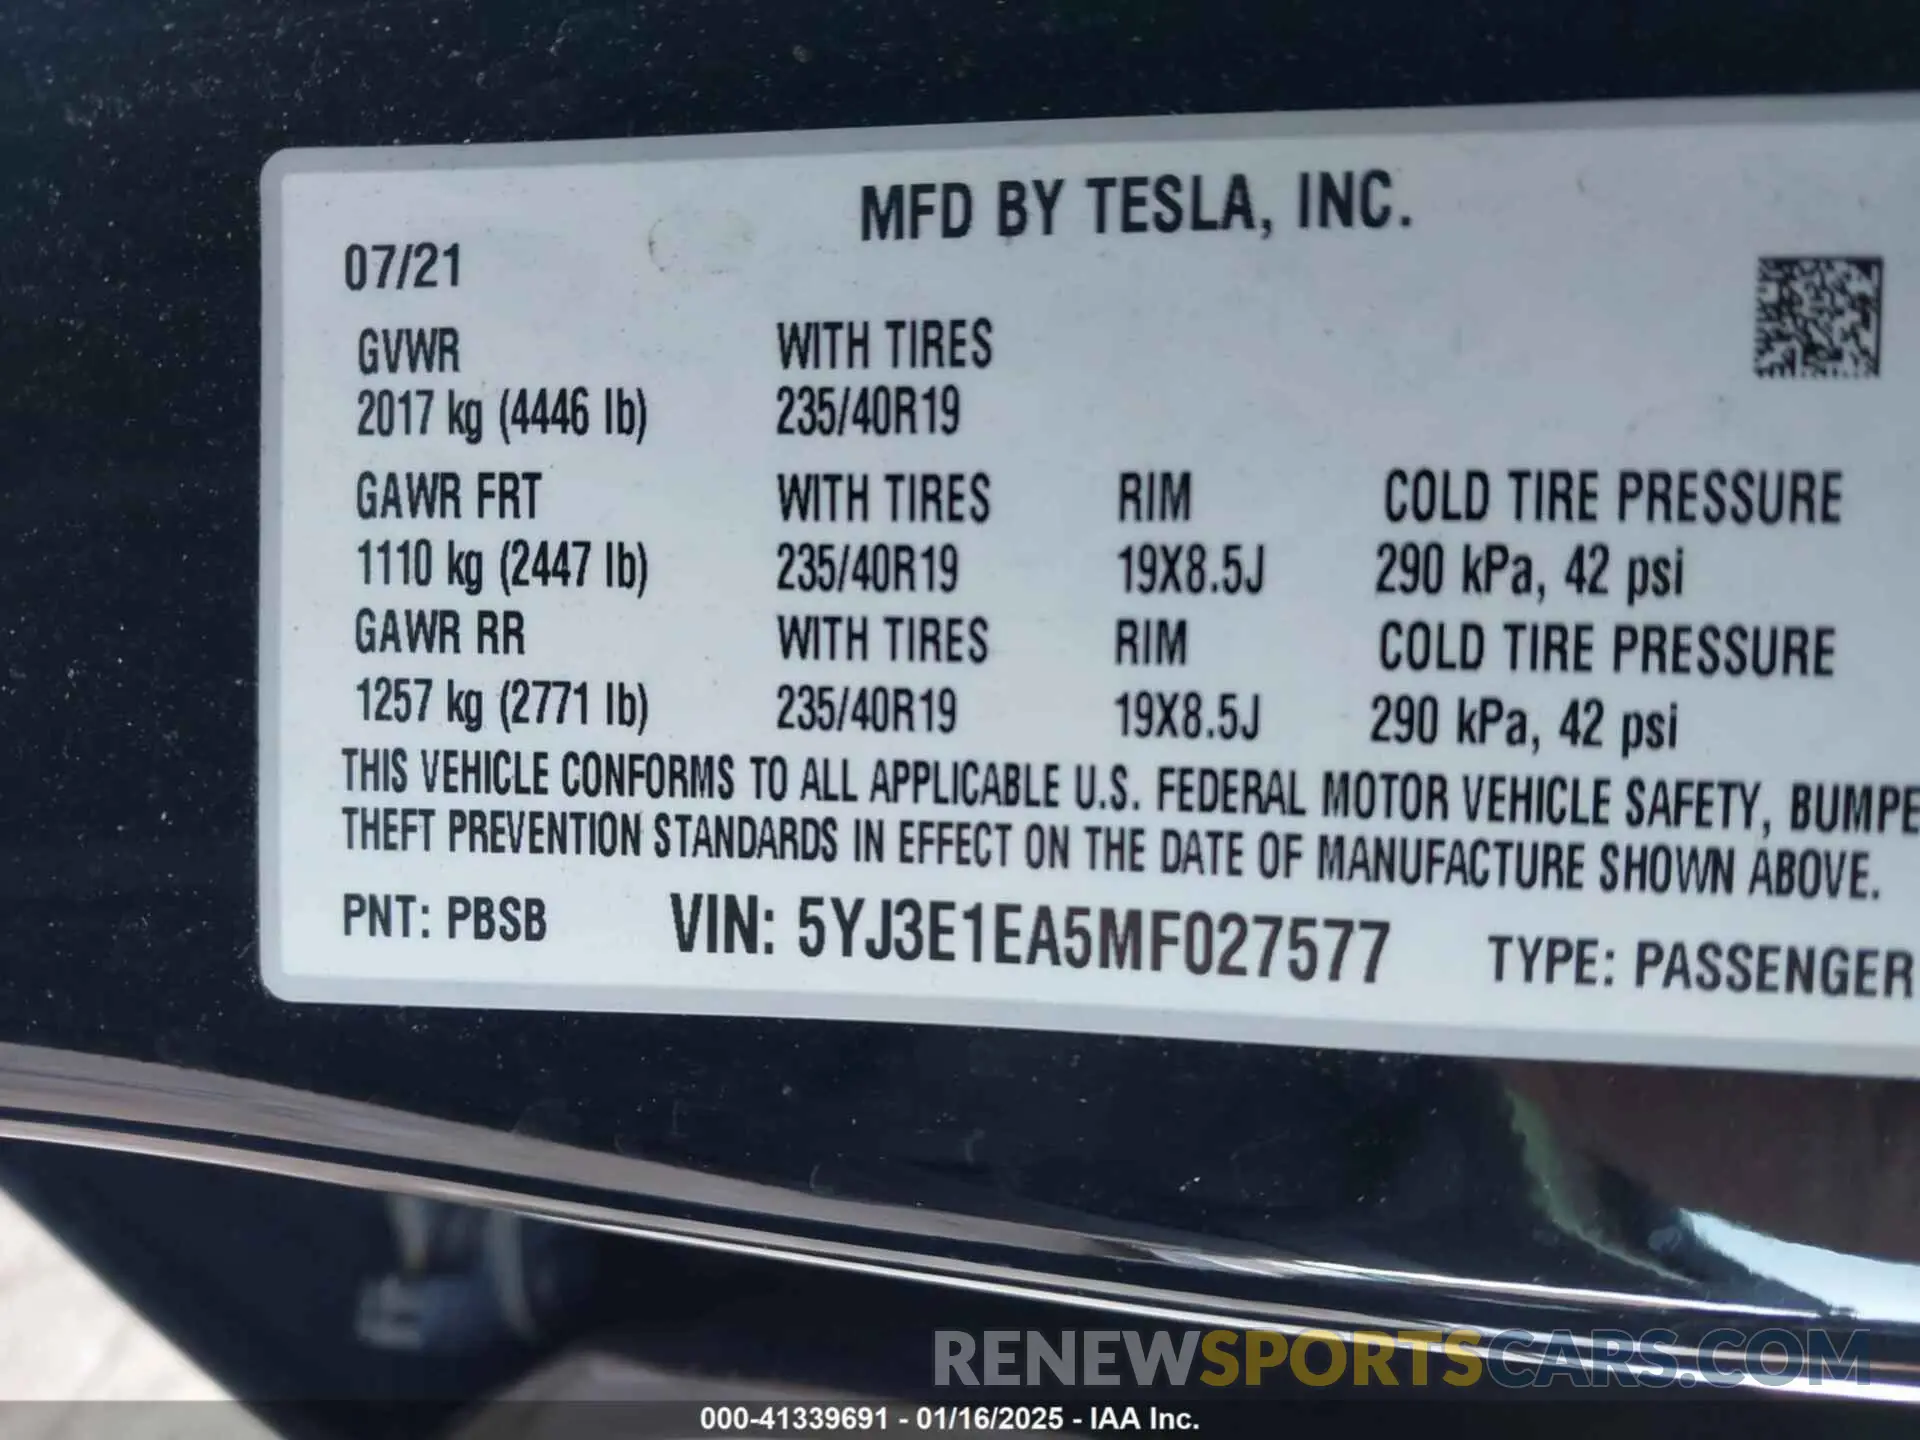 MFD BY TESLA, INC.
07/21
GVWR WITH TIRES
2017 kg (4446 lb) 235/40R19
GAWR FRT WITH TIRES RIM COLD TIRE PRESSURE
1110 kg (2447 lb) 235/40R19 19X8.5J 290 kPa, 42 psi
GAWR RR WITH TIRES RIM COLD TIRE PRESSURE
1257 kg (2771 lb) 235/40R19 19X8.5J 290 kPa, 42 psi
THIS VEHICLE CONFORMS TO ALL APPLICABLE U.S. FEDERAL MOTOR VEHICLE SAFETY, BUMPE
THEFT PREVENTION STANDARDS IN EFFECT ON THE DATE OF MANUFACTURE SHOWN ABOVE.
PNT: PBSB VIN: 5YJ3E1EA5MF027577 TYPE: PASSENGER
RENEWSPORTSCARS.COM
000-41339691 - 01/16/2025 - IAA Inc.